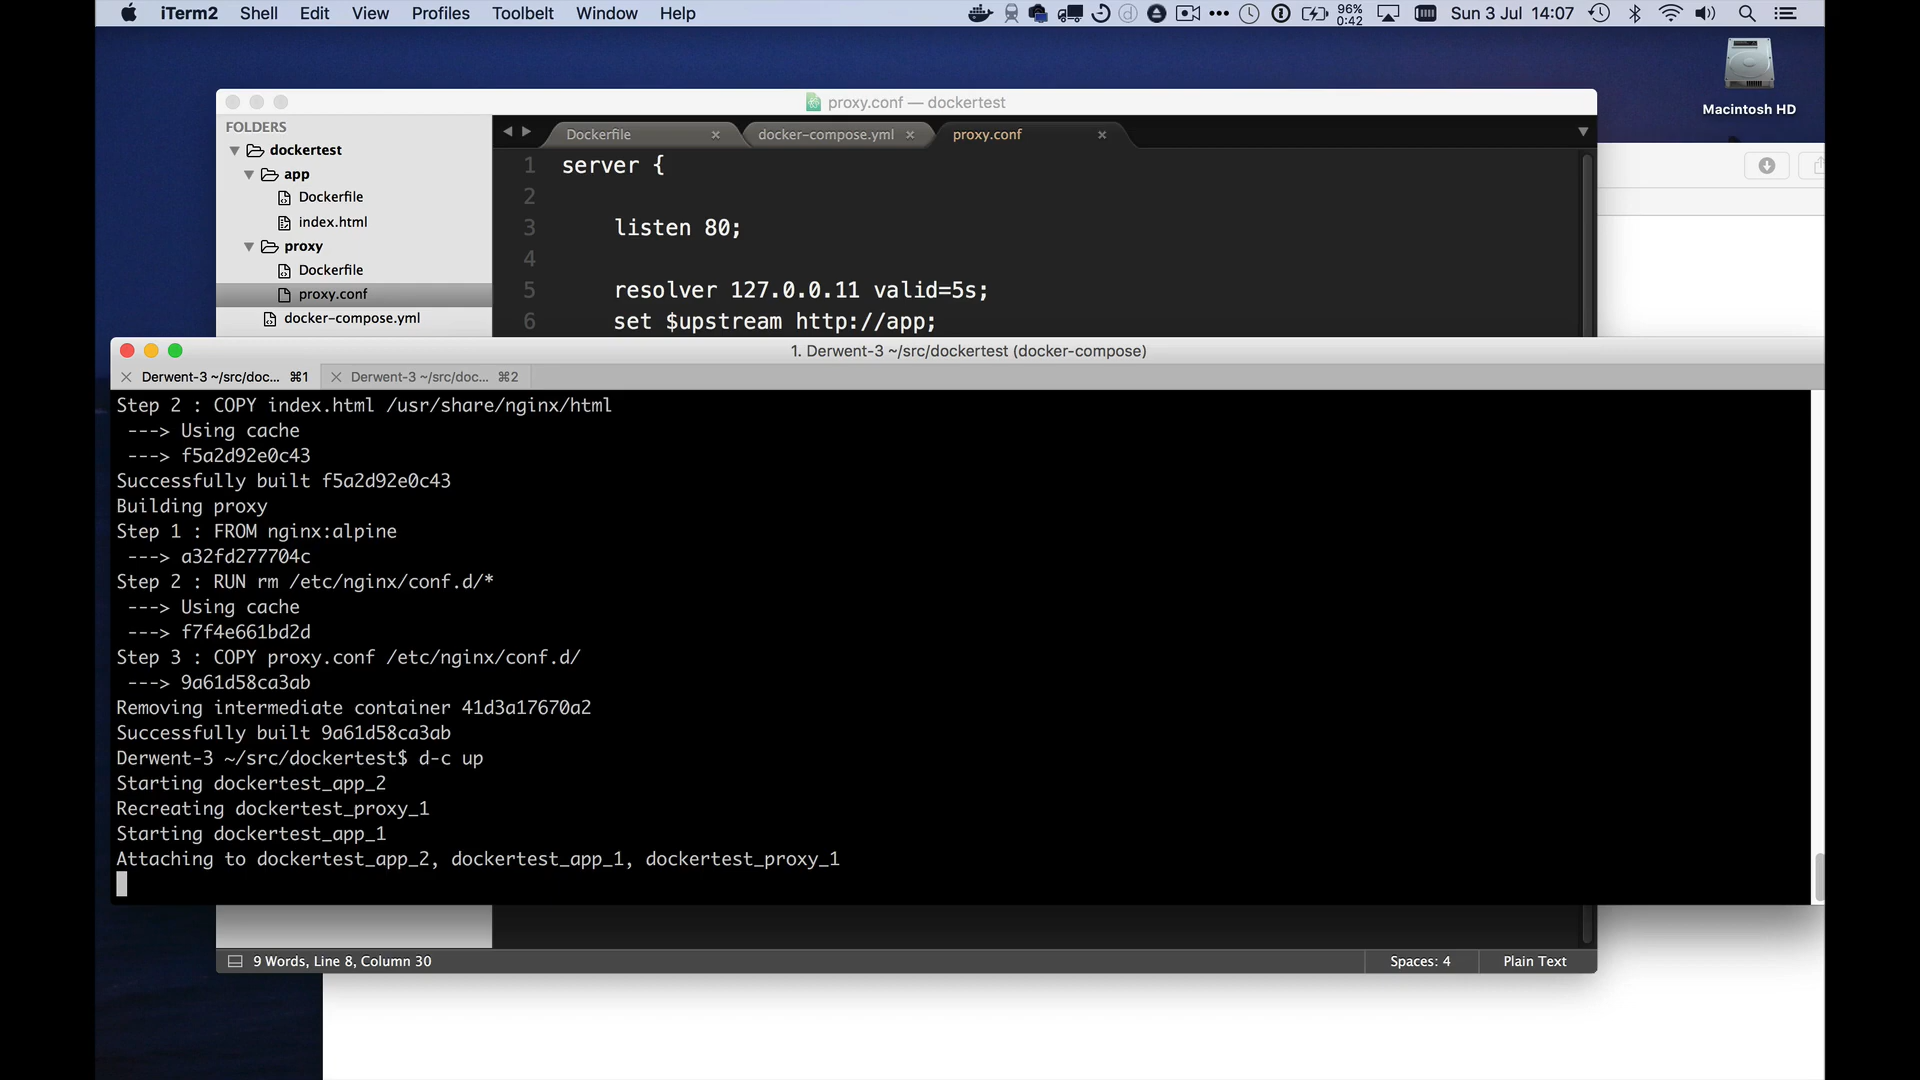 iTerm2 Shell Edit View Profiles Toolbelt Window Help 96% 0:42 Sun 3 Jul 14:07
Macintosh HD
proxy.conf — dockertest
FOLDERS
dockertest
app
Dockerfile
index.html
proxy
Dockerfile
proxy.conf
docker-compose.yml
Dockerfile docker-compose.yml proxy.conf
1 server {
2
3 listen 80;
4
5 resolver 127.0.0.11 valid=5s;
6 set $upstream http://app;
1. Derwent-3 ~/src/dockertest (docker-compose)
Derwent-3 ~/src/doc... ⌘1 Derwent-3 ~/src/doc... ⌘2
Step 2 : COPY index.html /usr/share/nginx/html
---> Using cache
---> f5a2d92e0c43
Successfully built f5a2d92e0c43
Building proxy
Step 1 : FROM nginx:alpine
---> a32fd277704c
Step 2 : RUN rm /etc/nginx/conf.d/*
---> Using cache
---> f7f4e661bd2d
Step 3 : COPY proxy.conf /etc/nginx/conf.d/
---> 9a61d58ca3ab
Removing intermediate container 41d3a17670a2
Successfully built 9a61d58ca3ab
Derwent-3 ~/src/dockertest$ d-c up
Starting dockertest_app_2
Recreating dockertest_proxy_1
Starting dockertest_app_1
Attaching to dockertest_app_2, dockertest_app_1, dockertest_proxy_1
9 Words, Line 8, Column 30 Spaces: 4 Plain Text